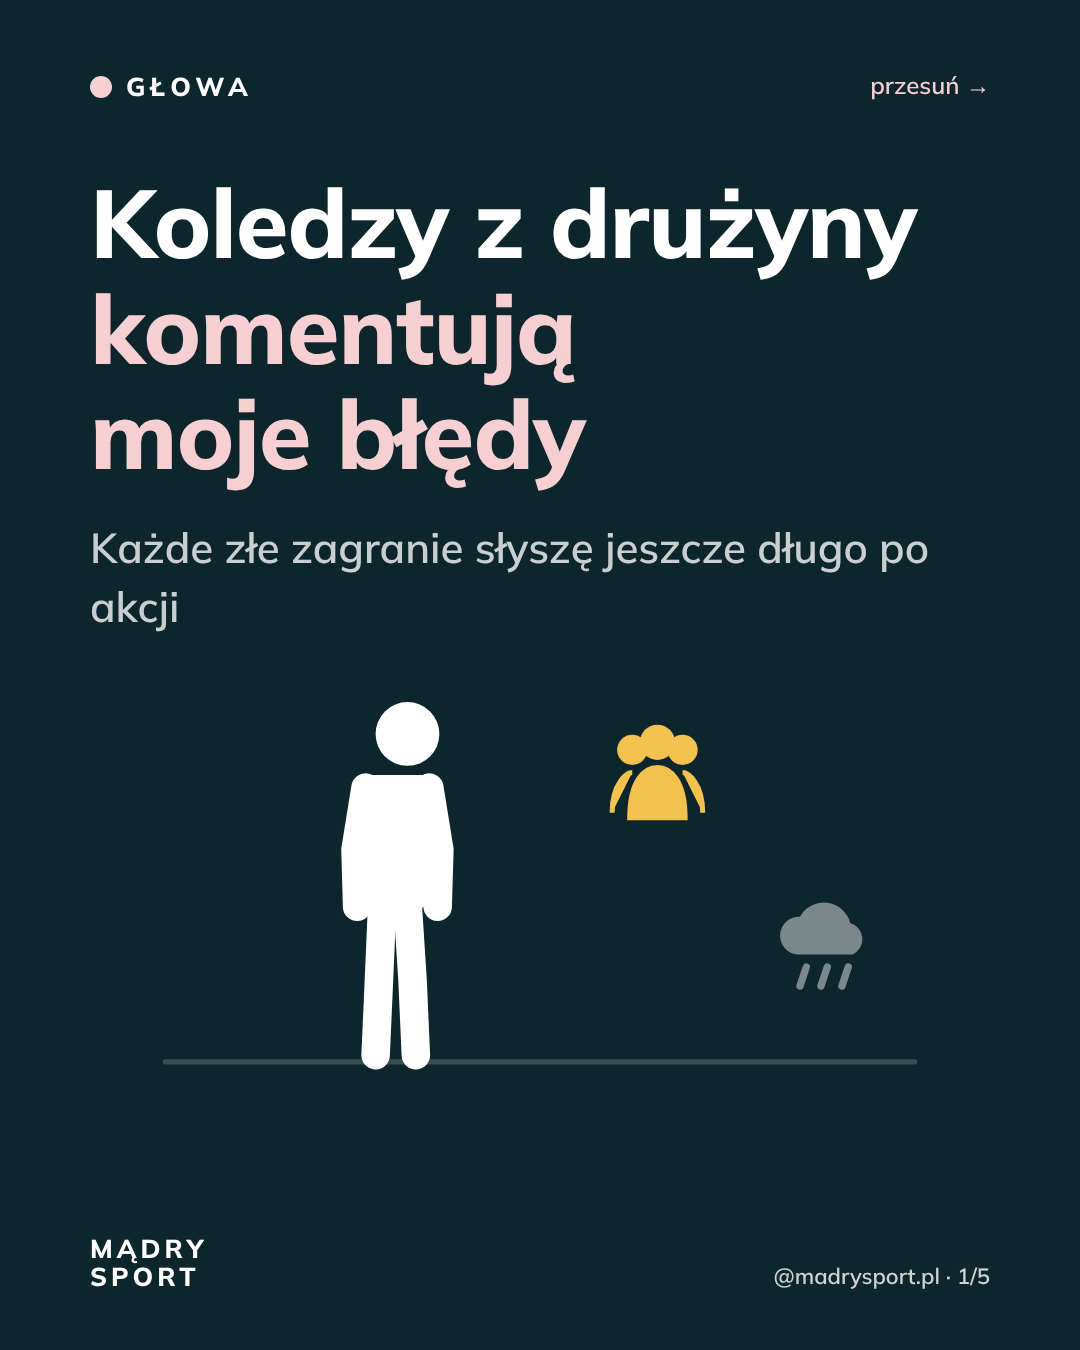 GŁOWA
przesuń →
Koledzy z drużyny
komentują
moje błędy
Każde złe zagranie słyszę jeszcze długo po
akcji
MĄDRY
SPORT
@madrysport.pl · 1/5